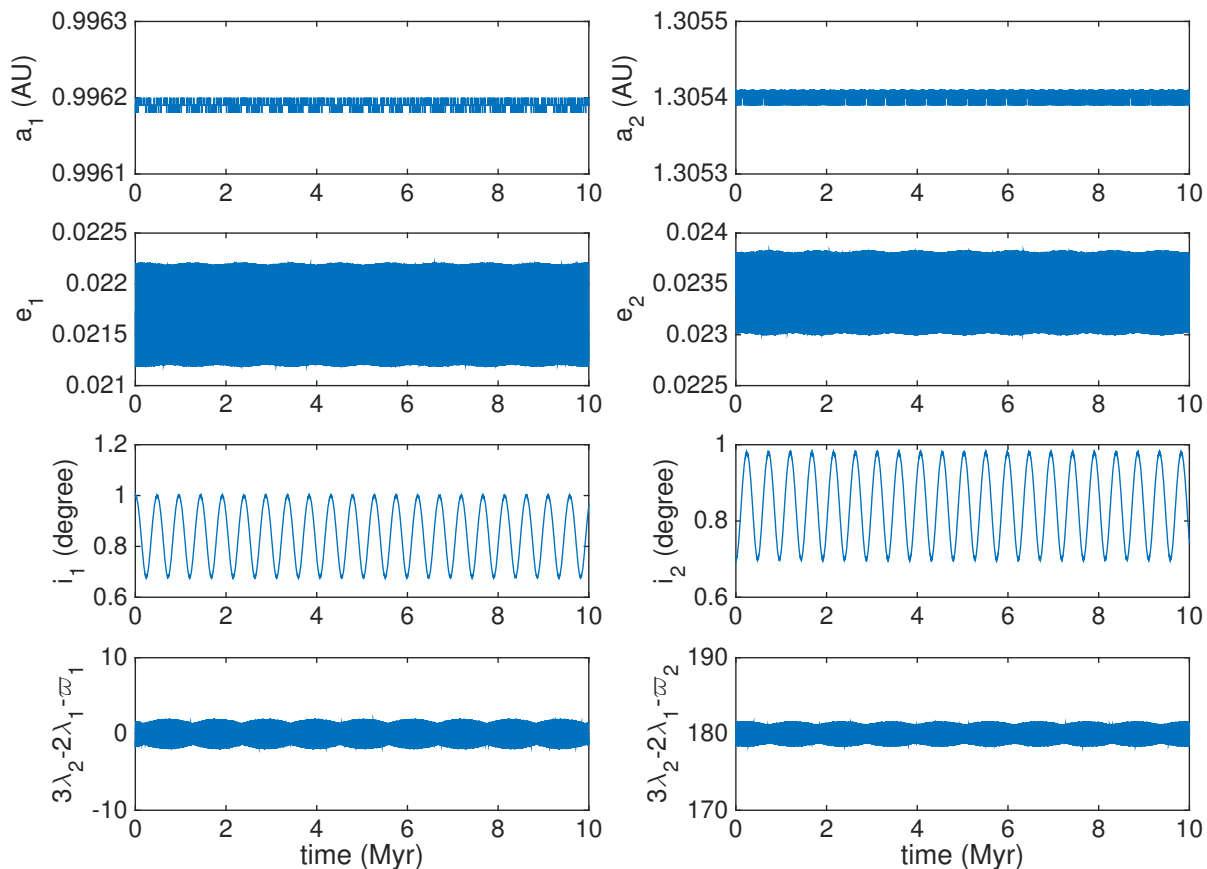 a₁ (AU)
0.9963
0.9962
0.9961
0 2 4 6 8 10
a₂ (AU)
1.3055
1.3054
1.3053
0 2 4 6 8 10
e₁
0.0225
0.022
0.0215
0.021
0 2 4 6 8 10
e₂
0.024
0.0235
0.023
0.0225
0 2 4 6 8 10
i₁ (degree)
1.2
1
0.8
0.6
0 2 4 6 8 10
i₂ (degree)
1
0.8
0.6
0 2 4 6 8 10
3λ₂-2λ₁-ϖ₁
10
0
-10
0 2 4 6 8 10
time (Myr)
3λ₂-2λ₁-ϖ₂
190
180
170
0 2 4 6 8 10
time (Myr)